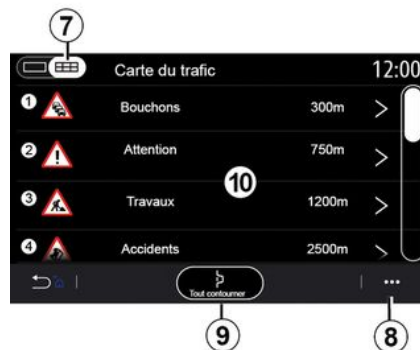 7
Carte du trafic 12:00
1 Bouchons 300m
2 Attention 750m
10
3 Travaux 1200m
4 Accidents 2500m
Tout contourner
9 8